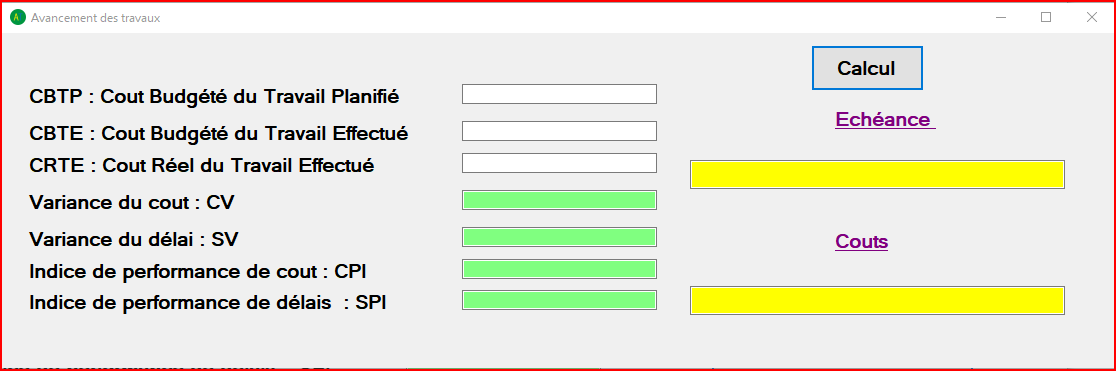 Avancement des travaux
Calcul
CBTP : Cout Budgété du Travail Planifié
Echéance
CBTE : Cout Budgété du Travail Effectué
CRTE : Cout Réel du Travail Effectué
Variance du cout : CV
Variance du délai : SV
Couts
Indice de performance de cout : CPI
Indice de performance de délais : SPI